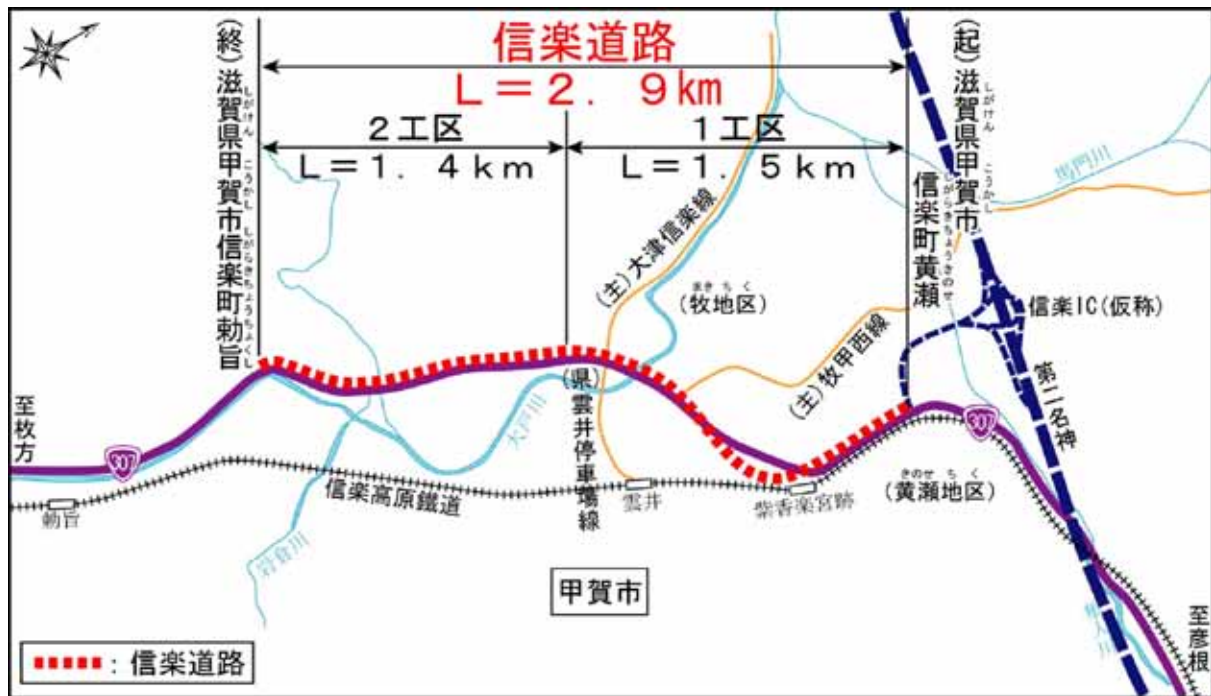 信楽道路
L=2．9km
2工区
L=1．4km
1工区
L=1．5km
(終)滋賀県甲賀市信楽町勅旨
しがけん こうかし しがらきちょうちょくし
(起)滋賀県甲賀市
しがけん こうかし
信楽町黄瀬
しがらきちょうきのせ
(主)大津信楽線
まきちく
(牧地区)
(主)牧甲西線
馬門川
信楽IC(仮称)
第二名神
至枚方
307
大戸川
(県)雲井停車場線
307
きのせちく
(黄瀬地区)
信楽高原鐵道
勅旨
雲井
紫香楽宮跡
岩倉川
甲賀市
至彦根
:信楽道路